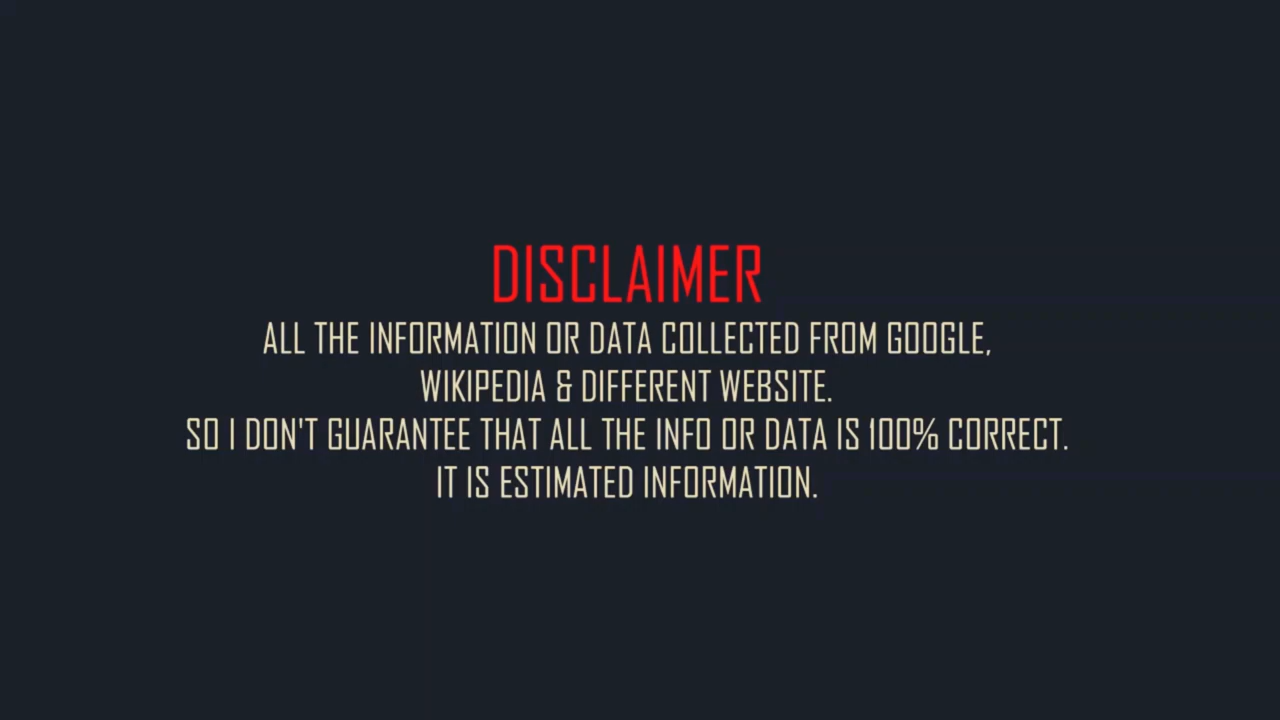 DISCLAIMER
ALL THE INFORMATION OR DATA COLLECTED FROM GOOGLE,
WIKIPEDIA & DIFFERENT WEBSITE.
SO I DON'T GUARANTEE THAT ALL THE INFO OR DATA IS 100% CORRECT.
IT IS ESTIMATED INFORMATION.